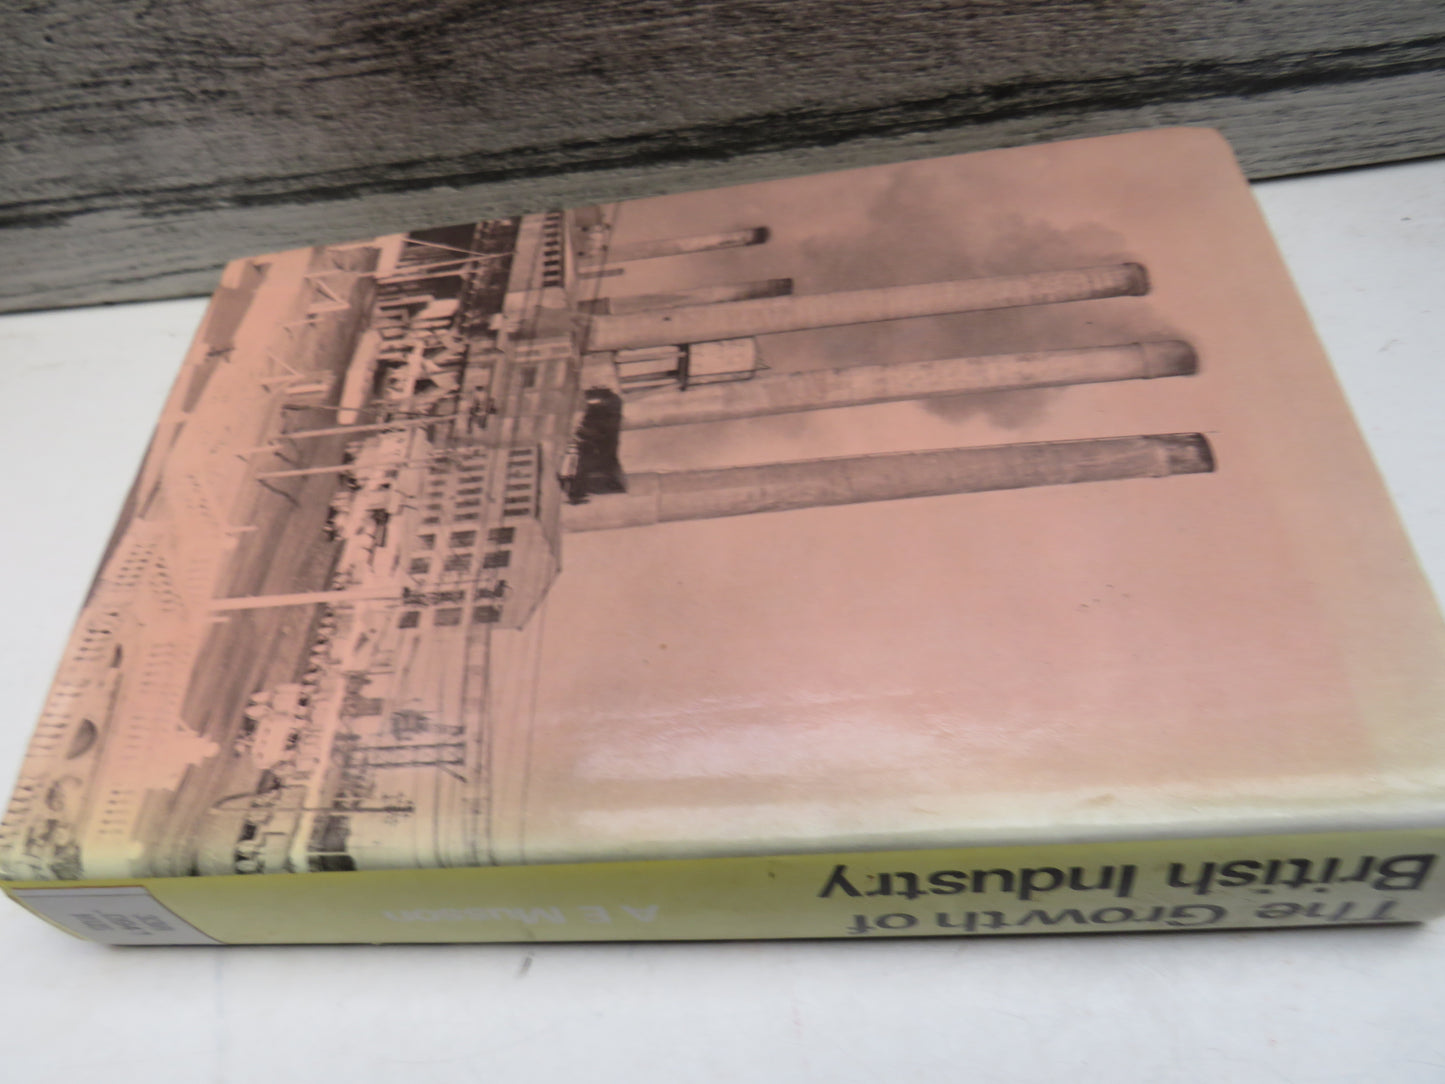 The Growth of
British Industry
A E Musson